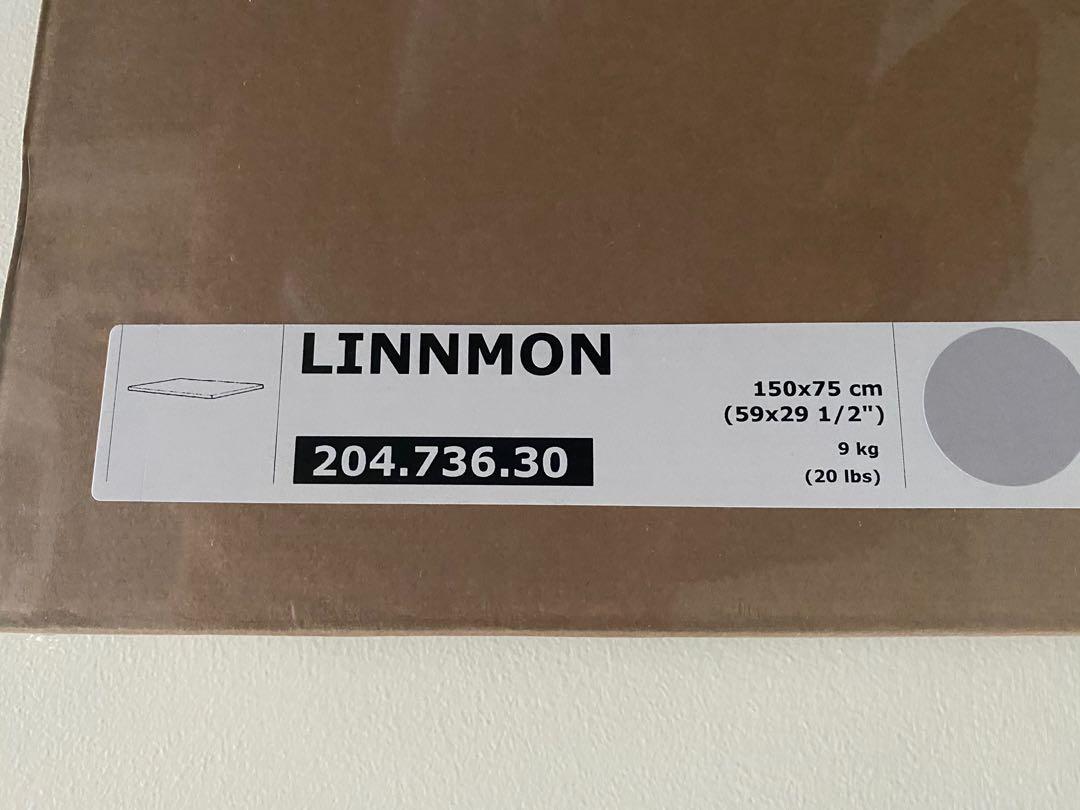 LINNMON
150x75 cm
(59x29 1/2")
204.736.30
9 kg
(20 lbs)